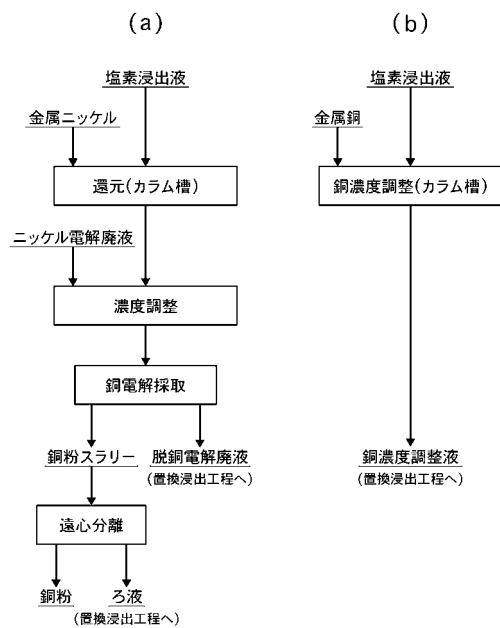 (a)
塩素浸出液
金属ニッケル
還元(カラム槽)
ニッケル電解廃液
濃度調整
銅電解採取
銅粉スラリー
脱銅電解廃液
(置換浸出工程へ)
遠心分離
銅粉
ろ液
(置換浸出工程へ)
(b)
塩素浸出液
金属銅
銅濃度調整(カラム槽)
銅濃度調整液
(置換浸出工程へ)